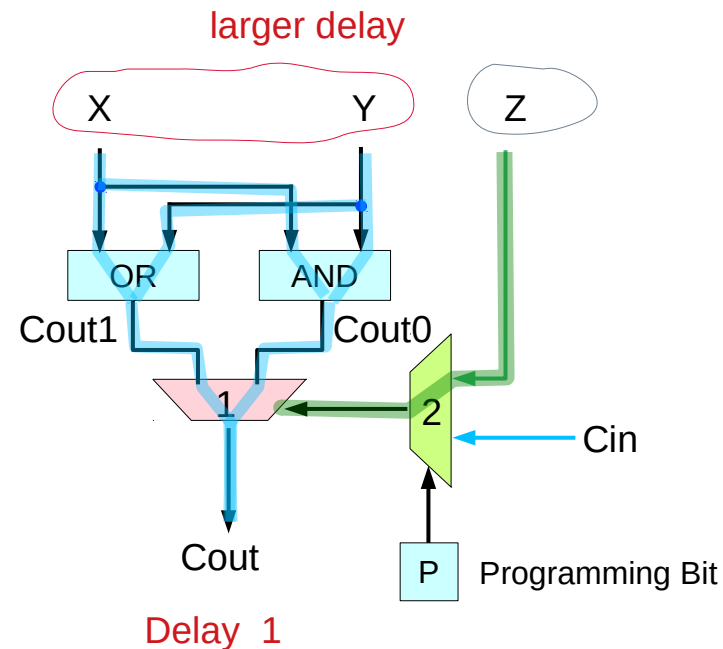 larger delay
X Y Z
OR AND
Cout1 Cout0
1 2
Cin
Cout
P Programming Bit
Delay 1